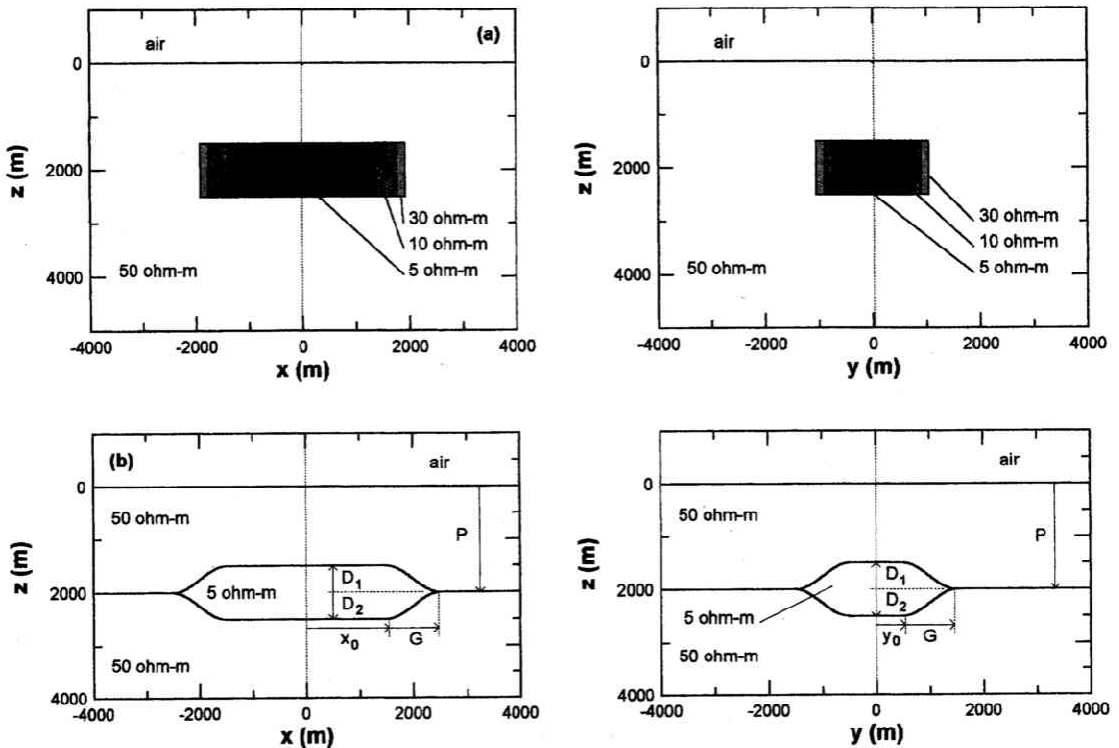 air
(a)
0
2000
4000
z (m)
30 ohm-m
10 ohm-m
5 ohm-m
50 ohm-m
-4000
-2000
0
2000
4000
x (m)
air
0
2000
4000
z (m)
30 ohm-m
10 ohm-m
5 ohm-m
50 ohm-m
-4000
-2000
0
2000
4000
y (m)
(b)
air
0
2000
4000
z (m)
50 ohm-m
P
D1
5 ohm-m
D2
x0
G
50 ohm-m
-4000
-2000
0
2000
4000
x (m)
air
0
2000
4000
z (m)
50 ohm-m
P
D1
D2
5 ohm-m
y0
G
50 ohm-m
-4000
-2000
0
2000
4000
y (m)